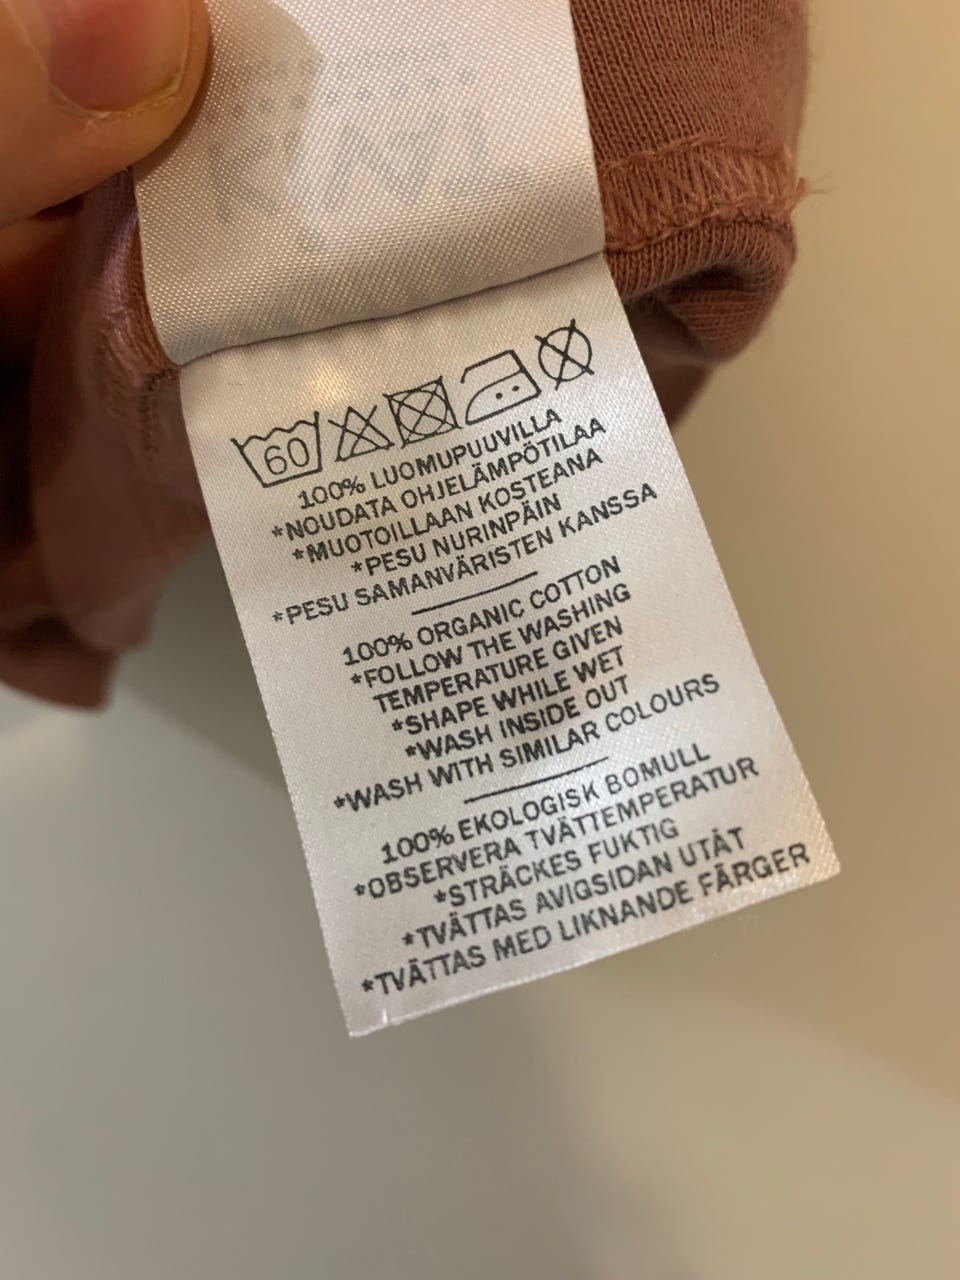 60
100% LUOMUPUUVILLA
*NOUDATA OHJELÄMPÖTILAA
*MUOTOILLAAN KOSTEANA
*PESU NURINPÄIN
*PESU SAMANVÄRISTEN KANSSA
100% ORGANIC COTTON
*FOLLOW THE WASHING
TEMPERATURE GIVEN
*SHAPE WHILE WET
*WASH INSIDE OUT
*WASH WITH SIMILAR COLOURS
100% EKOLOGISK BOMULL
*OBSERVERA TVÄTTEMPERATUR
*STRÄCKES FUKTIG
*TVÄTTAS AVIGSIDAN UTÅT
*TVÄTTAS MED LIKNANDE FÄRGER